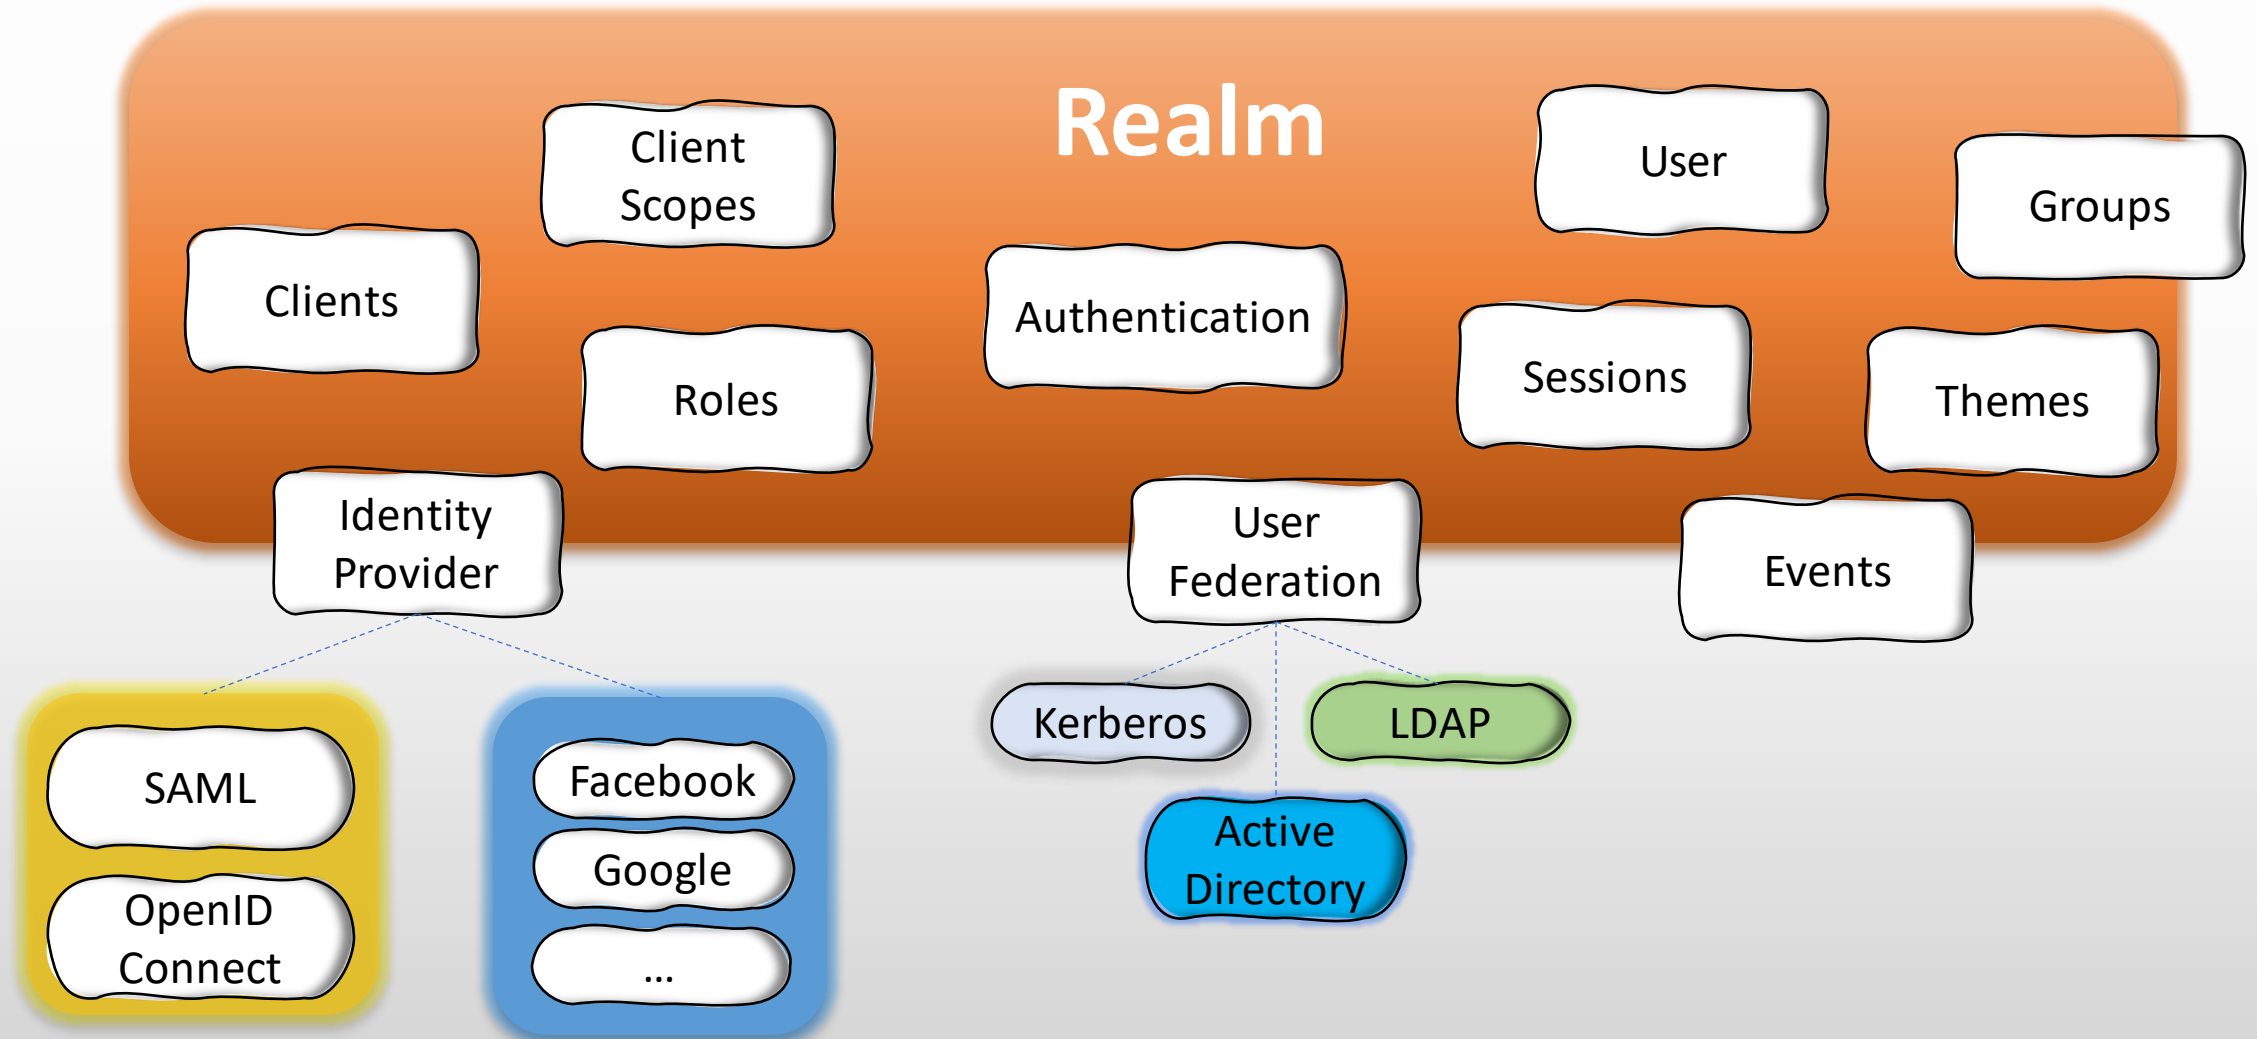 Realm
Client
Scopes
User
Groups
Clients
Authentication
Roles
Sessions
Themes
Identity
Provider
User
Federation
Events
SAML
OpenID
Connect
Facebook
Google
...
Kerberos
LDAP
Active
Directory